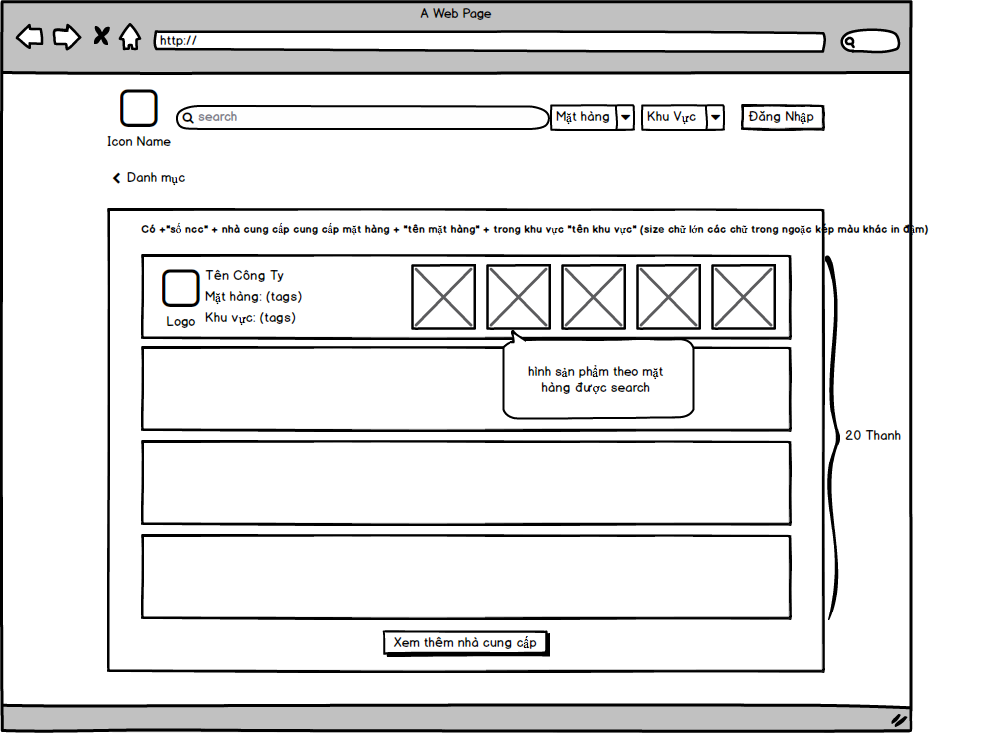 A Web Page
http://
search
Mặt hàng
Khu Vực
Đăng Nhập
Icon Name
Danh mục
Có +"số ncc" + nhà cung cấp cung cấp mặt hàng + "tên mặt hàng" + trong khu vực "tên khu vực" (size chữ lớn các chữ trong ngoặc kép màu khác in đậm)
Tên Công Ty
Mặt hàng: (tags)
Khu vực: (tags)
Logo
hình sản phẩm theo mặt
hàng được search
20 Thanh
Xem thêm nhà cung cấp